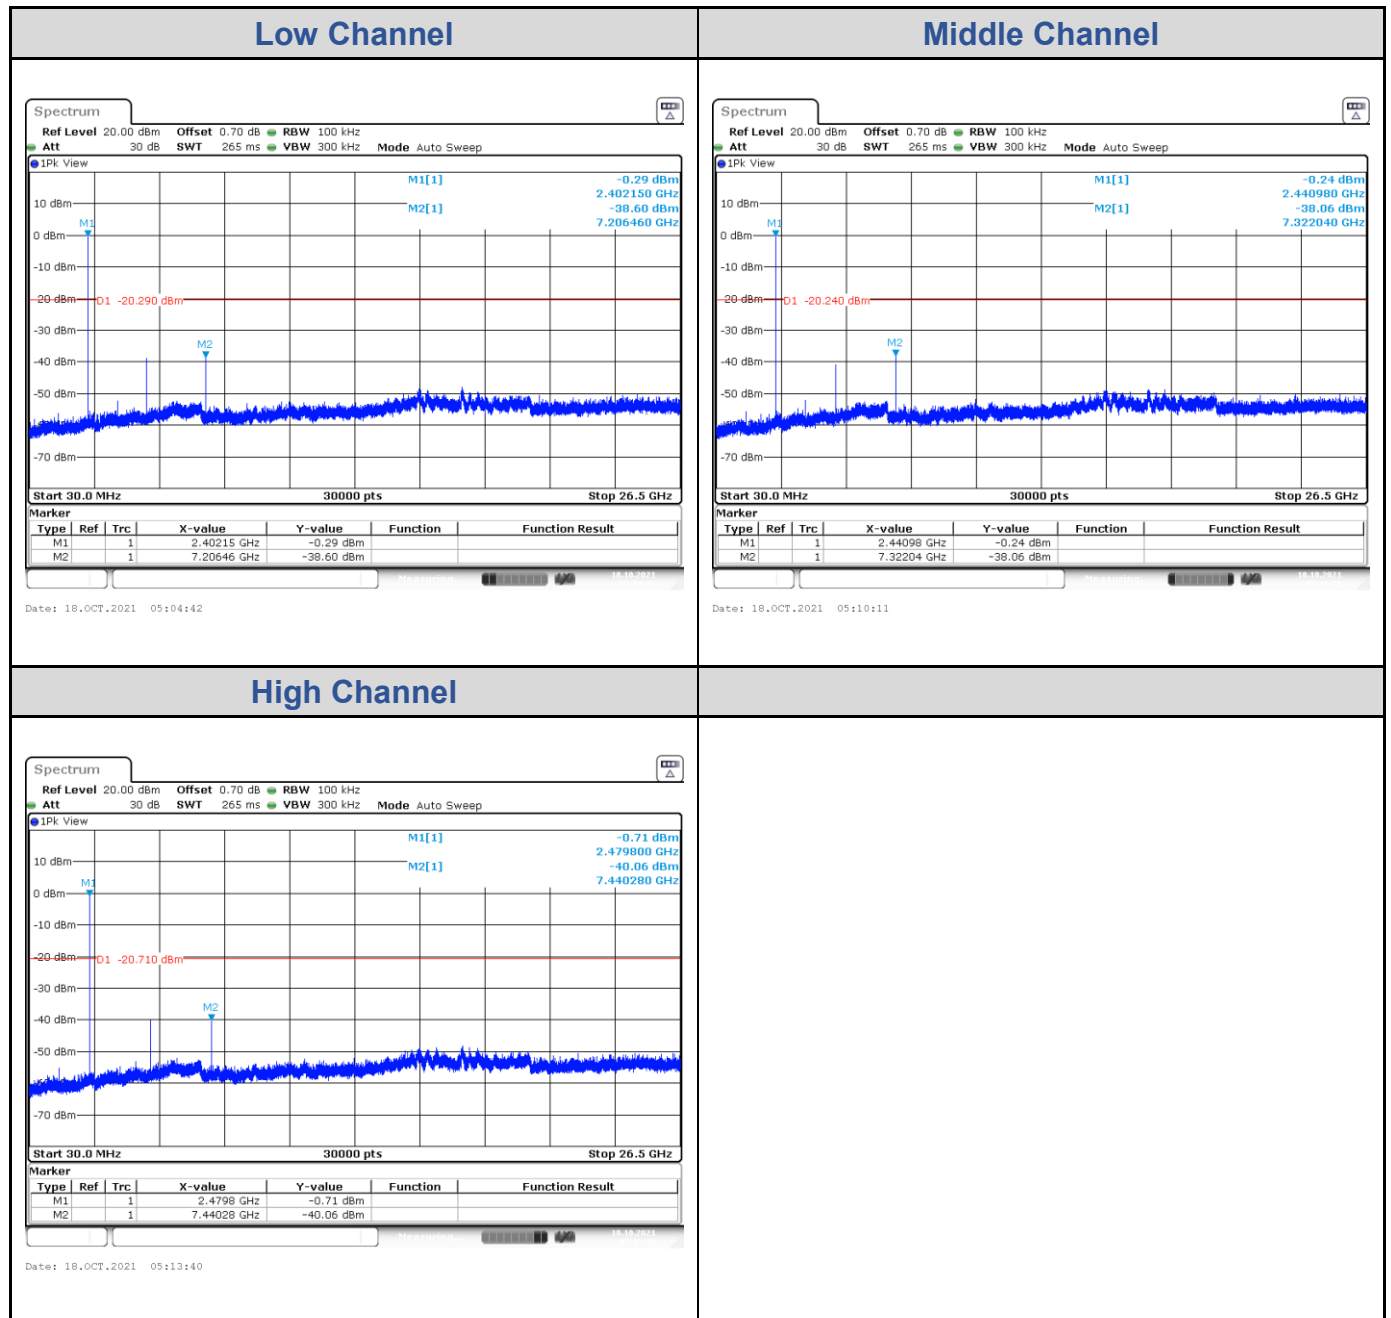 Low Channel
Middle Channel
Spectrum
Ref Level 20.00 dBm Offset 0.70 dB RBW 100 kHz
Att 30 dB SWT 265 ms VBW 300 kHz Mode Auto Sweep
1Pk View
M1[1] -0.29 dBm
2.402150 GHz
M2[1] -38.60 dBm
7.206460 GHz
10 dBm
M1
0 dBm
-10 dBm
-20 dBm
D1 -20.290 dBm
-30 dBm
M2
-40 dBm
-50 dBm
-70 dBm
Start 30.0 MHz 30000 pts Stop 26.5 GHz
Marker
Type Ref Trc X-value Y-value Function Function Result
M1 1 2.40215 GHz -0.29 dBm
M2 1 7.20646 GHz -38.60 dBm
Measuring... 18.10.2021
Date: 18.OCT.2021 05:04:42
Spectrum
Ref Level 20.00 dBm Offset 0.70 dB RBW 100 kHz
Att 30 dB SWT 265 ms VBW 300 kHz Mode Auto Sweep
1Pk View
M1[1] -0.24 dBm
2.440980 GHz
M2[1] -38.06 dBm
7.322040 GHz
10 dBm
M1
0 dBm
-10 dBm
-20 dBm
D1 -20.240 dBm
-30 dBm
M2
-40 dBm
-50 dBm
-70 dBm
Start 30.0 MHz 30000 pts Stop 26.5 GHz
Marker
Type Ref Trc X-value Y-value Function Function Result
M1 1 2.44098 GHz -0.24 dBm
M2 1 7.32204 GHz -38.06 dBm
Measuring... 18.10.2021
Date: 18.OCT.2021 05:10:11
High Channel
Spectrum
Ref Level 20.00 dBm Offset 0.70 dB RBW 100 kHz
Att 30 dB SWT 265 ms VBW 300 kHz Mode Auto Sweep
1Pk View
M1[1] -0.71 dBm
2.479800 GHz
M2[1] -40.06 dBm
7.440280 GHz
10 dBm
M1
0 dBm
-10 dBm
-20 dBm
D1 -20.710 dBm
-30 dBm
M2
-40 dBm
-50 dBm
-70 dBm
Start 30.0 MHz 30000 pts Stop 26.5 GHz
Marker
Type Ref Trc X-value Y-value Function Function Result
M1 1 2.4798 GHz -0.71 dBm
M2 1 7.44028 GHz -40.06 dBm
Measuring... 18.10.2021
Date: 18.OCT.2021 05:13:40